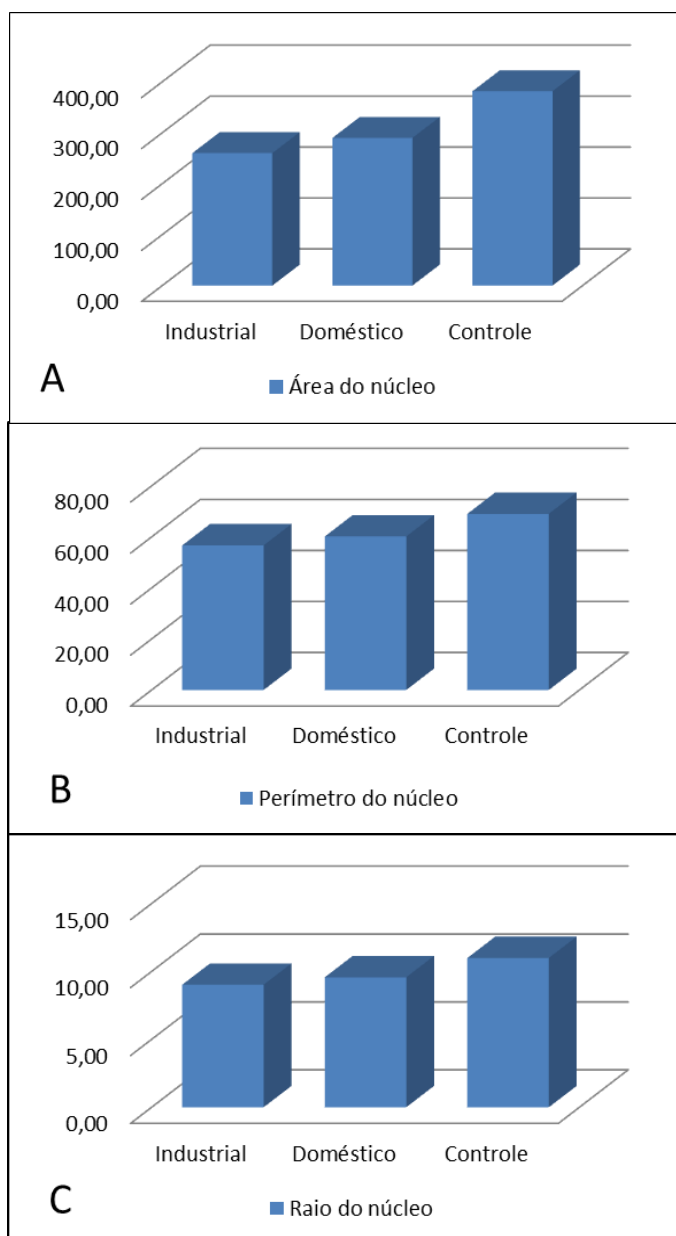 400,00
300,00
200,00
100,00
0,00
Industrial Doméstico Controle
A
Área do núcleo
80,00
60,00
40,00
20,00
0,00
Industrial Doméstico Controle
B
Perímetro do núcleo
15,00
10,00
5,00
0,00
Industrial Doméstico Controle
C
Raio do núcleo